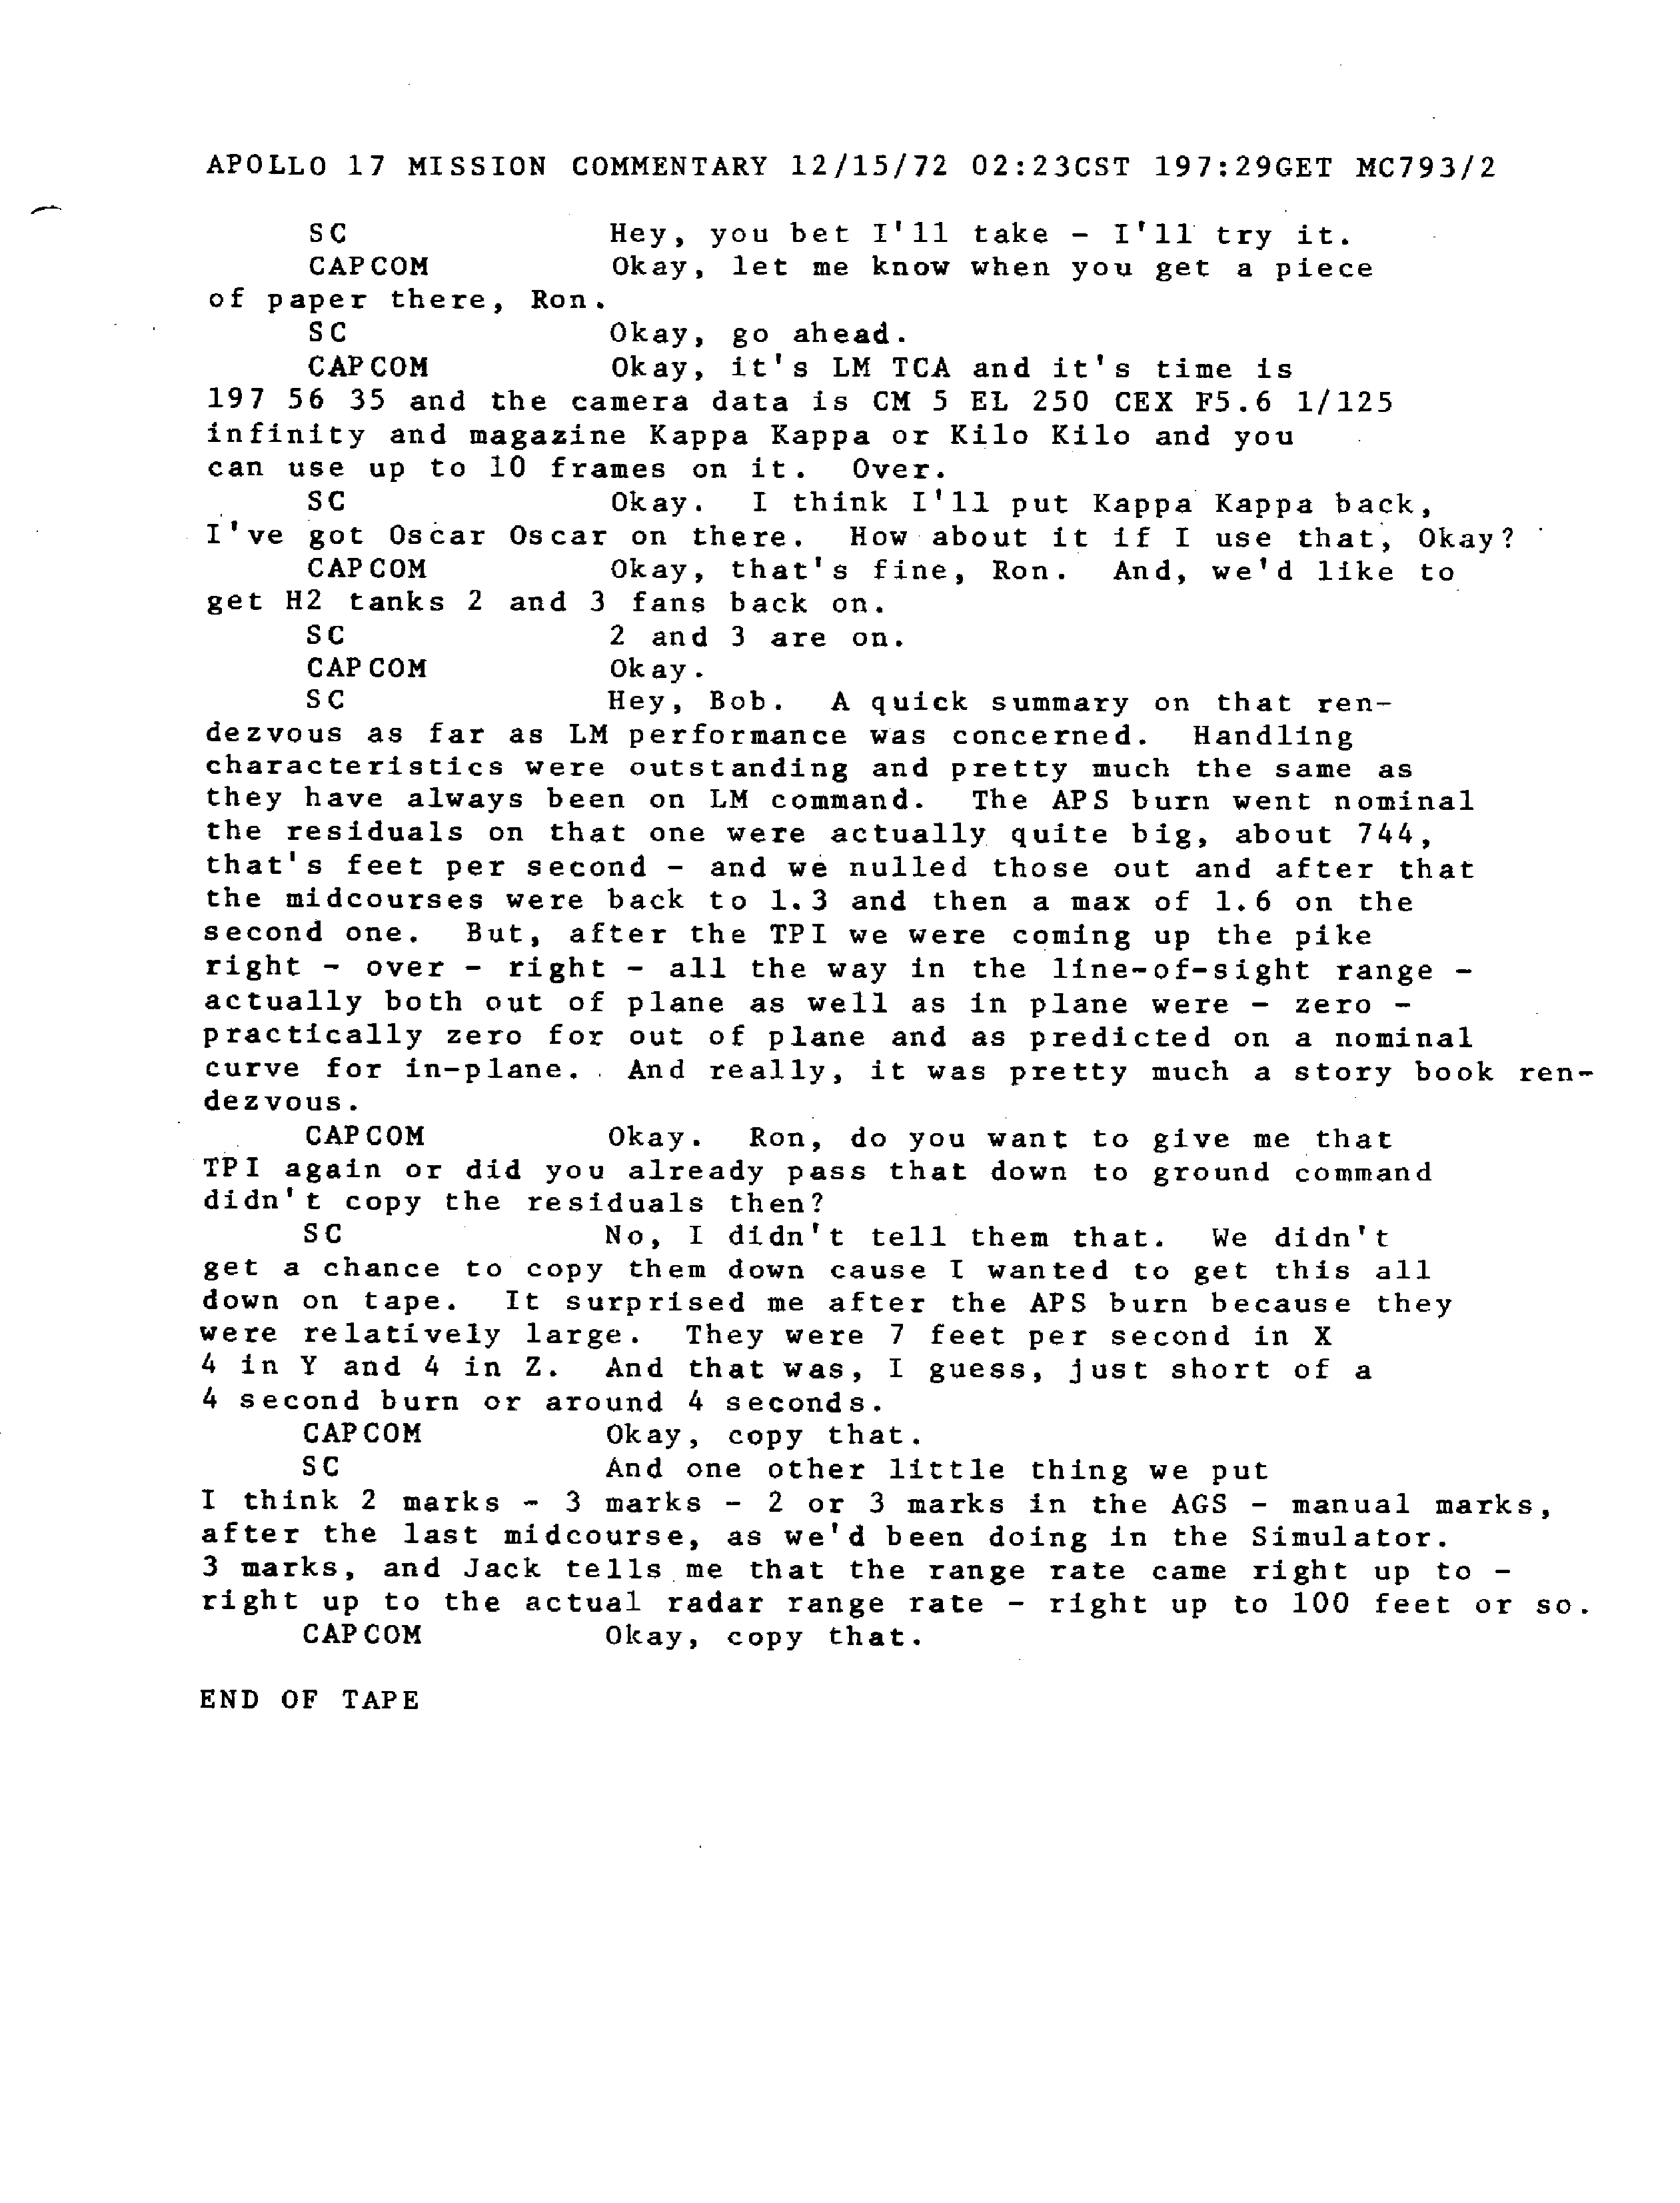 APOLLO 17 MISSION COMMENTARY 12/15/72 02:23CST 197:29GET MC793/2
SC Hey, you bet I'll take - I'll try it.
CAPCOM Okay, let me know when you get a piece
of paper there, Ron.
SC Okay, go ahead.
CAPCOM Okay, it's LM TCA and it's time is
197 56 35 and the camera data is CM 5 EL 250 CEX F5.6 1/125
infinity and magazine Kappa Kappa or Kilo Kilo and you
can use up to 10 frames on it. Over.
SC Okay. I think I'll put Kappa Kappa back,
I've got Oscar Oscar on there. How about it if I use that, Okay?
CAPCOM Okay, that's fine, Ron. And, we'd like to
get H2 tanks 2 and 3 fans back on.
SC 2 and 3 are on.
CAPCOM Okay.
SC Hey, Bob. A quick summary on that ren-
dezvous as far as LM performance was concerned. Handling
characteristics were outstanding and pretty much the same as
they have always been on LM command. The APS burn went nominal
the residuals on that one were actually quite big, about 744,
that's feet per second - and we nulled those out and after that
the midcourses were back to 1.3 and then a max of 1.6 on the
second one. But, after the TPI we were coming up the pike
right - over - right - all the way in the line-of-sight range -
actually both out of plane as well as in plane were - zero -
practically zero for out of plane and as predicted on a nominal
curve for in-plane. And really, it was pretty much a story book ren-
dezvous.
CAPCOM Okay. Ron, do you want to give me that
TPI again or did you already pass that down to ground command
didn't copy the residuals then?
SC No, I didn't tell them that. We didn't
get a chance to copy them down cause I wanted to get this all
down on tape. It surprised me after the APS burn because they
were relatively large. They were 7 feet per second in X
4 in Y and 4 in Z. And that was, I guess, just short of a
4 second burn or around 4 seconds.
CAPCOM Okay, copy that.
SC And one other little thing we put
I think 2 marks - 3 marks - 2 or 3 marks in the AGS - manual marks,
after the last midcourse, as we'd been doing in the Simulator.
3 marks, and Jack tells me that the range rate came right up to -
right up to the actual radar range rate - right up to 100 feet or so.
CAPCOM Okay, copy that.
END OF TAPE